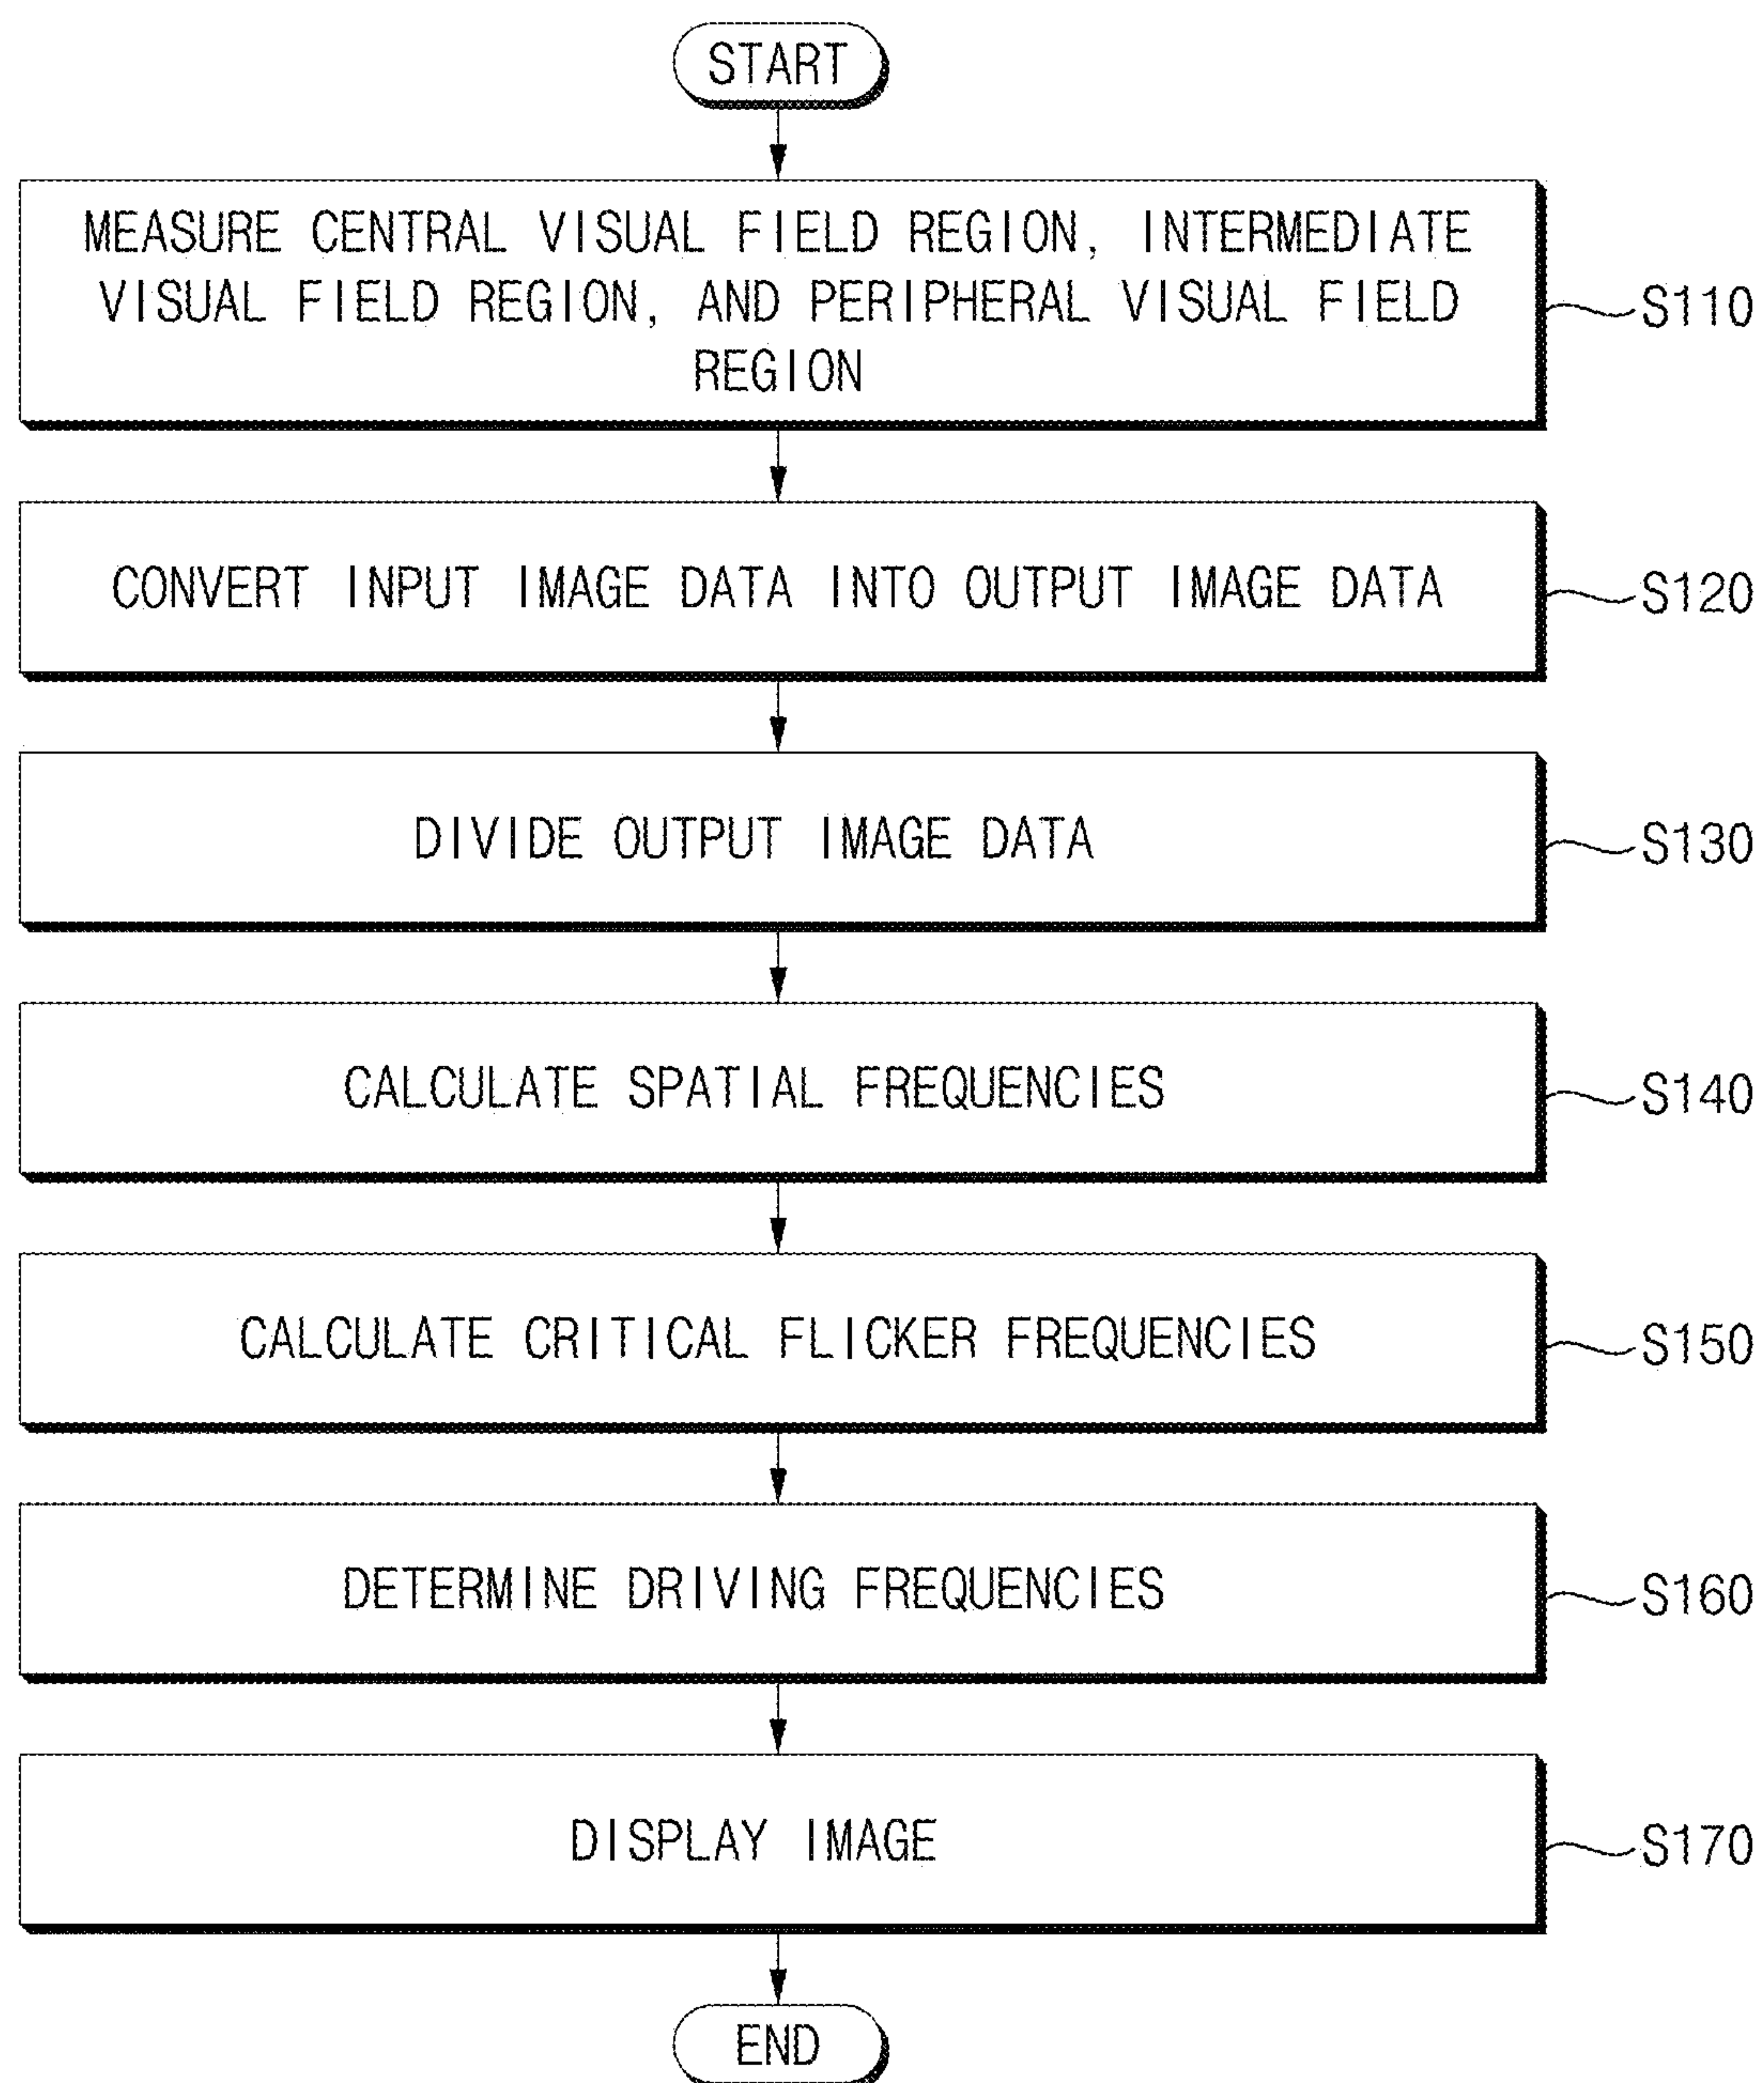 START
MEASURE CENTRAL VISUAL FIELD REGION, INTERMEDIATE
VISUAL FIELD REGION, AND PERIPHERAL VISUAL FIELD
REGION
S110
CONVERT INPUT IMAGE DATA INTO OUTPUT IMAGE DATA
S120
DIVIDE OUTPUT IMAGE DATA
S130
CALCULATE SPATIAL FREQUENCIES
S140
CALCULATE CRITICAL FLICKER FREQUENCIES
S150
DETERMINE DRIVING FREQUENCIES
S160
DISPLAY IMAGE
S170
END